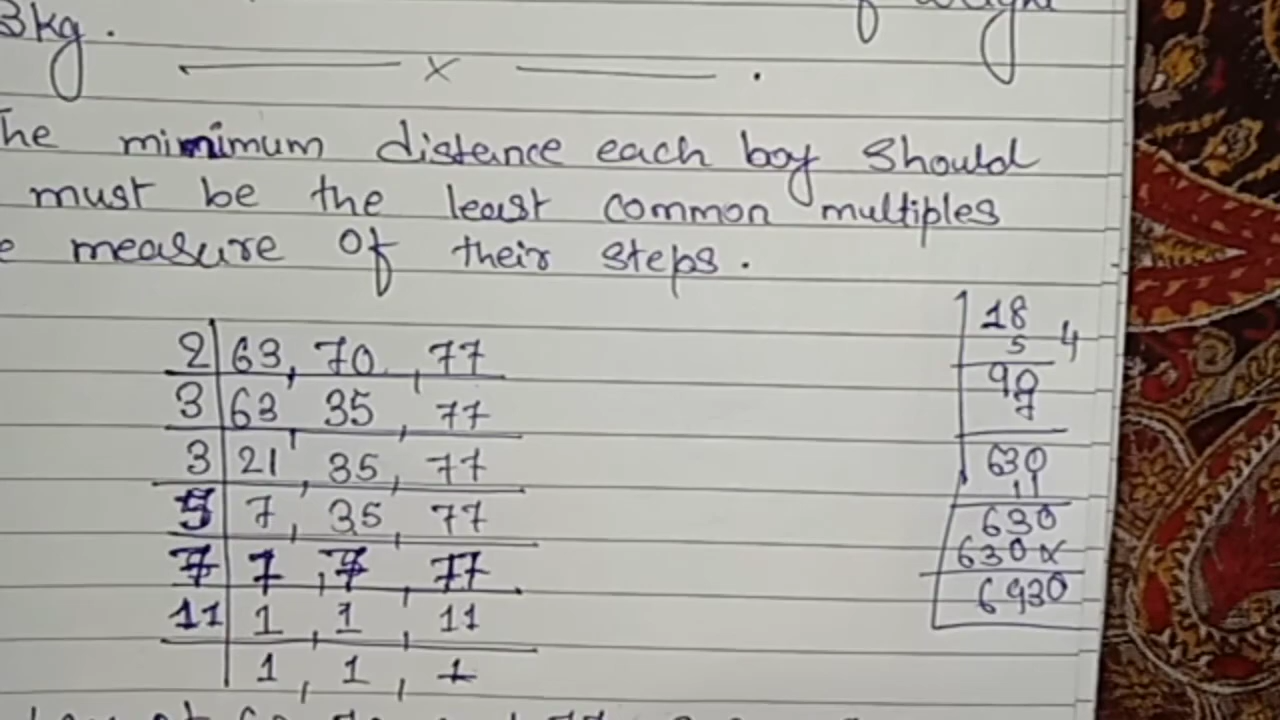 3kg.
x
The minimum distance each boy should
must be the least common multiples
e measure of their steps.
2 | 63, 70, 77
3 | 63, 35, 77
3 | 21, 35, 77
5 | 7, 35, 77
7 | 7, 7, 77
11 | 1, 1, 11
1, 1, 1
18
5 4
90
7
630
11
630
630x
6930